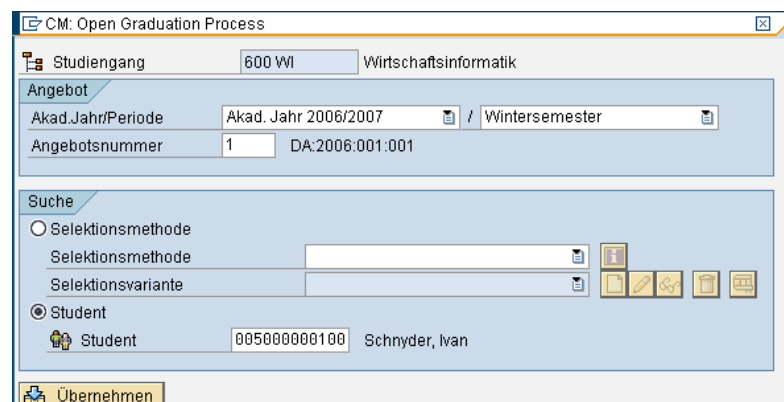 CM: Open Graduation Process
Studiengang 600 WI Wirtschaftsinformatik
Angebot
Akad.Jahr/Periode Akad. Jahr 2006/2007 / Wintersemester
Angebotsnummer 1 DA:2006:001:001
Suche
Selektionsmethode
Selektionsmethode
Selektionsvariante
Student
Student 005000000100 Schnyder, Ivan
Übernehmen